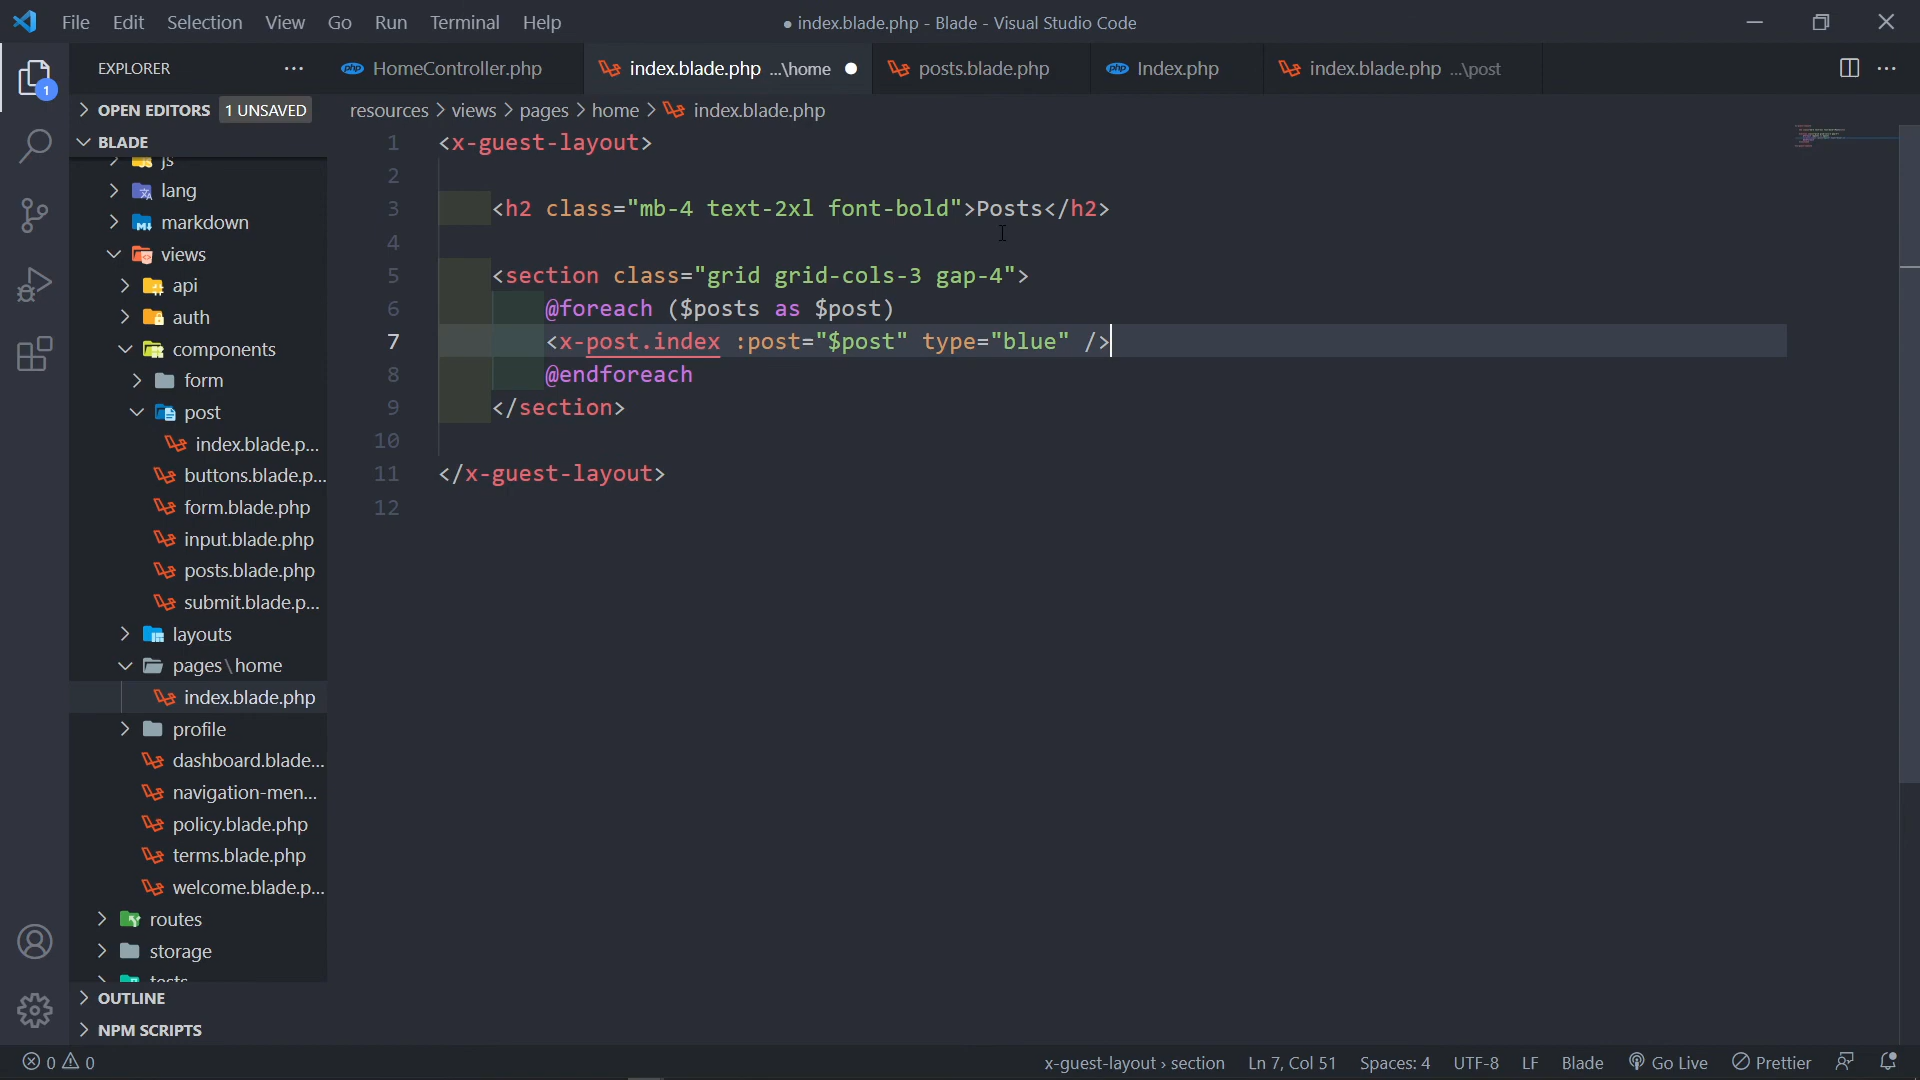 File Edit Selection View Go Run Terminal Help
● index.blade.php - Blade - Visual Studio Code
EXPLORER
HomeController.php
index.blade.php ...\home
posts.blade.php
Index.php
index.blade.php ...\post
1
OPEN EDITORS 1 UNSAVED
resources > views > pages > home > index.blade.php
BLADE
js
lang
markdown
views
api
auth
components
form
post
index.blade.p...
buttons.blade.p...
form.blade.php
input.blade.php
posts.blade.php
submit.blade.p...
layouts
pages\home
index.blade.php
profile
dashboard.blade...
navigation-men...
policy.blade.php
terms.blade.php
welcome.blade.p...
routes
storage
tests
OUTLINE
NPM SCRIPTS
1 <x-guest-layout>
2
3 <h2 class="mb-4 text-2xl font-bold">Posts</h2>
4
5 <section class="grid grid-cols-3 gap-4">
6 @foreach ($posts as $post)
7 <x-post.index :post="$post" type="blue" />
8 @endforeach
9 </section>
10
11 </x-guest-layout>
12
0 0
x-guest-layout › section
Ln 7, Col 51
Spaces: 4
UTF-8
LF
Blade
Go Live
Prettier